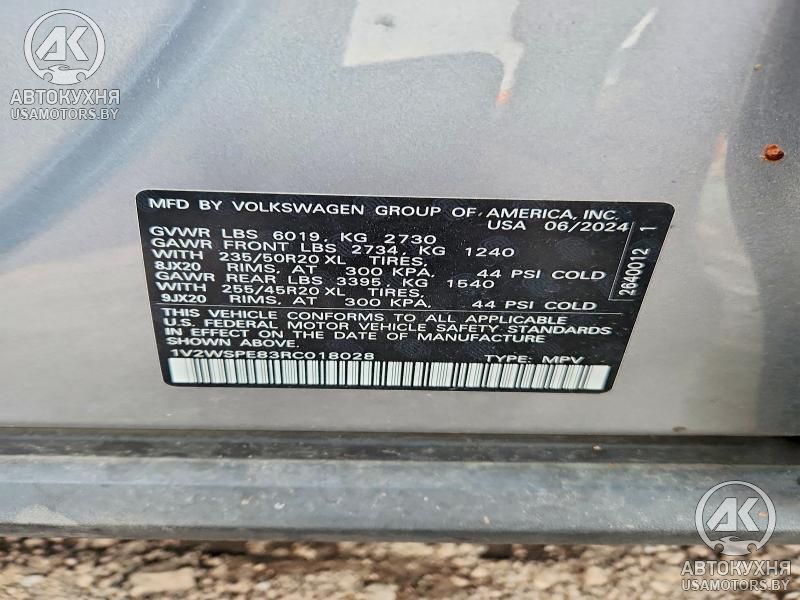 AK
АВТОКУХНЯ
USAMOTORS.BY
MFD BY VOLKSWAGEN GROUP OF AMERICA, INC.
USA 06/2024
GVWR LBS 6019, KG 2730
GAWR FRONT LBS 2734, KG 1240
WITH 235/50R20 XL TIRES,
8JX20 RIMS, AT 300 KPA, 44 PSI COLD
GAWR REAR LBS 3395, KG 1540
WITH 255/45R20 XL TIRES,
9JX20 RIMS, AT 300 KPA, 44 PSI COLD
THIS VEHICLE CONFORMS TO ALL APPLICABLE
U.S. FEDERAL MOTOR VEHICLE SAFETY STANDARDS
IN EFFECT ON THE DATE OF MANUFACTURE
1V2WSPE83RC018028 TYPE: MPV
2640012 1
AK
АВТОКУХНЯ
USAMOTORS.BY